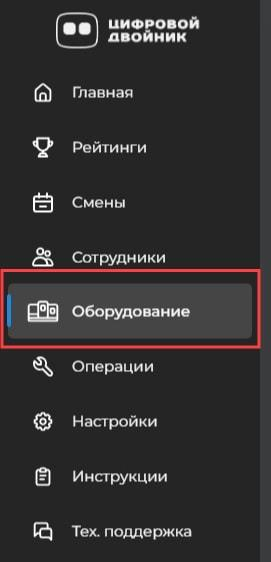 ЦИФРОВОЙ
ДВОЙНИК
Главная
Рейтинги
Смены
Сотрудники
Оборудование
Операции
Настройки
Инструкции
Тех. поддержка